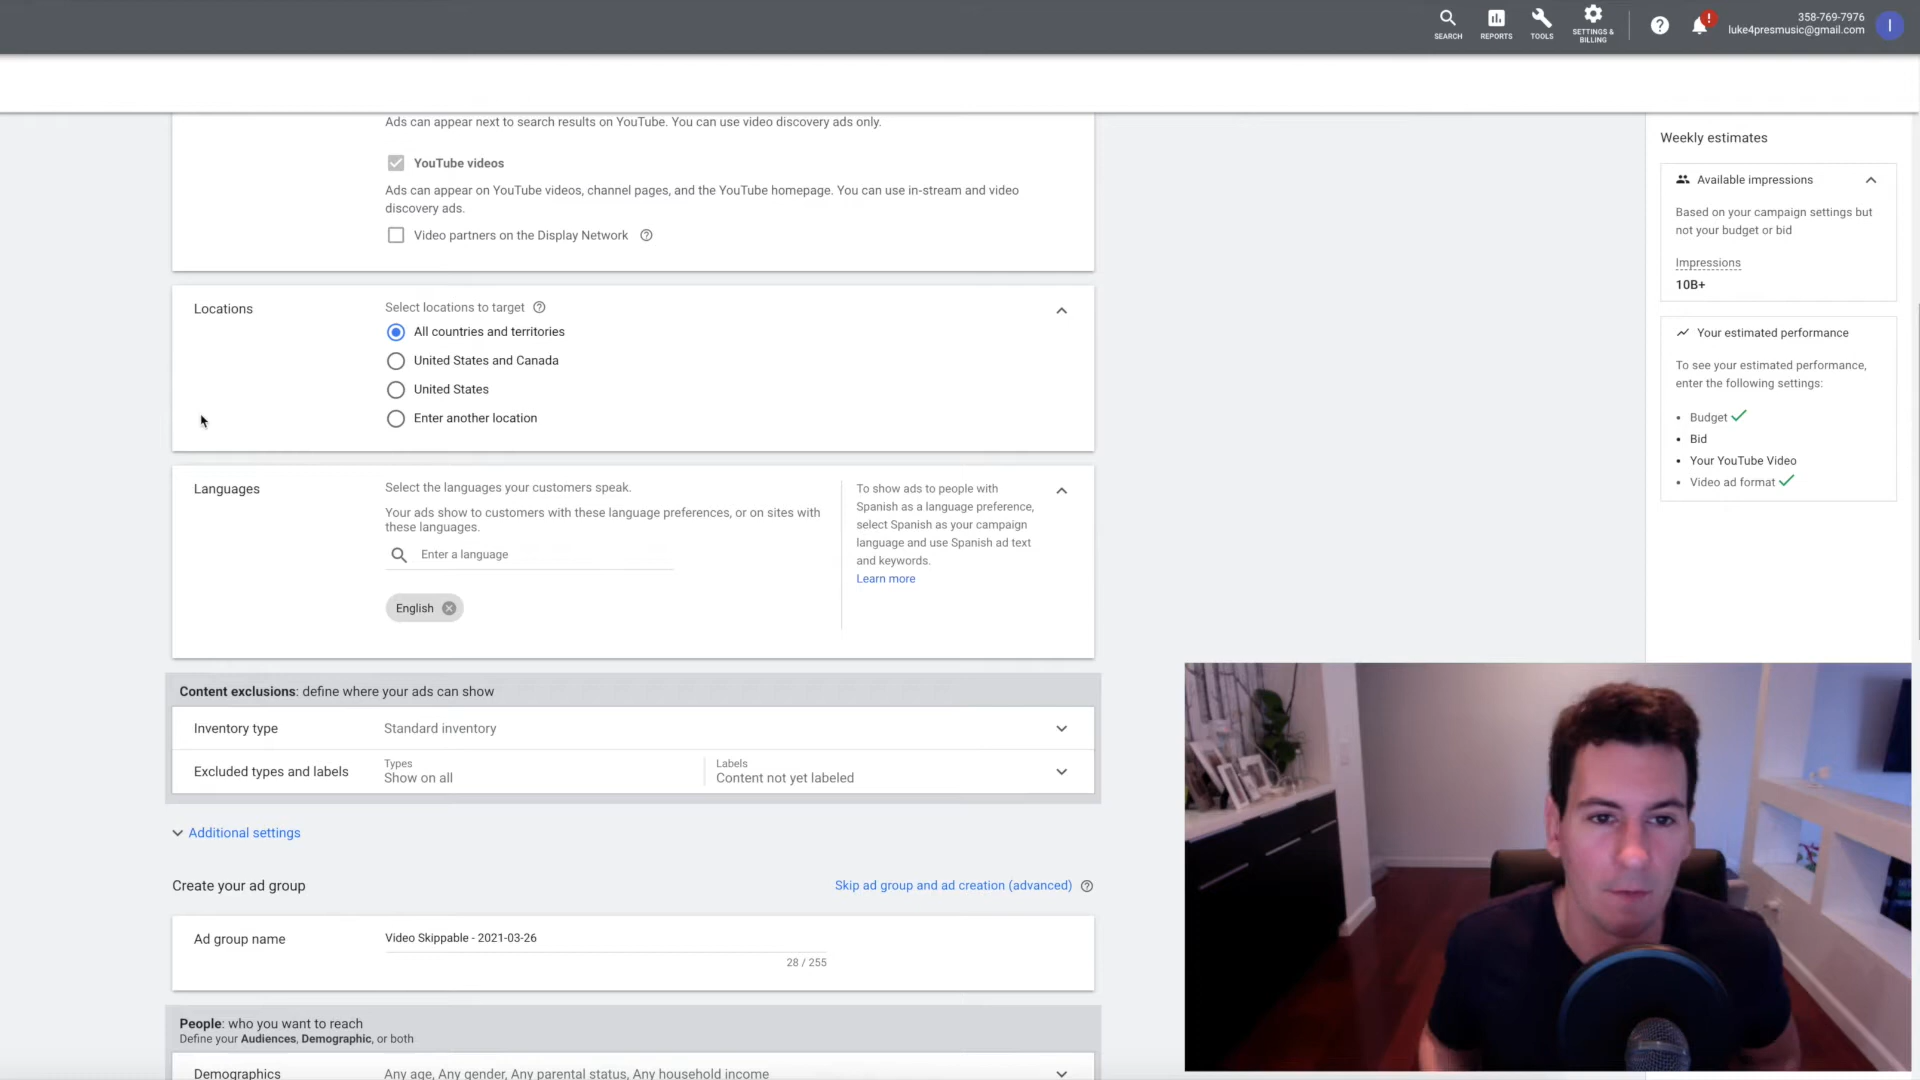 SEARCH
REPORTS
TOOLS
SETTINGS &
BILLING
358-769-7976
luke4presmusic@gmail.com
Ads can appear next to search results on YouTube. You can use video discovery ads only.
YouTube videos
Ads can appear on YouTube videos, channel pages, and the YouTube homepage. You can use in-stream and video
discovery ads.
Video partners on the Display Network
Locations
Select locations to target
All countries and territories
United States and Canada
United States
Enter another location
Languages
Select the languages your customers speak.
Your ads show to customers with these language preferences, or on sites with
these languages.
Enter a language
English
To show ads to people with
Spanish as a language preference,
select Spanish as your campaign
language and use Spanish ad text
and keywords.
Learn more
Content exclusions: define where your ads can show
Inventory type
Standard inventory
Excluded types and labels
Types
Show on all
Labels
Content not yet labeled
Additional settings
Create your ad group
Skip ad group and ad creation (advanced)
Ad group name
Video Skippable - 2021-03-26
28 / 255
People: who you want to reach
Define your Audiences, Demographic, or both
Demographics
Any age, Any gender, Any parental status, Any household income
Weekly estimates
Available impressions
Based on your campaign settings but
not your budget or bid
Impressions
10B+
Your estimated performance
To see your estimated performance,
enter the following settings:
• Budget
• Bid
• Your YouTube Video
• Video ad format